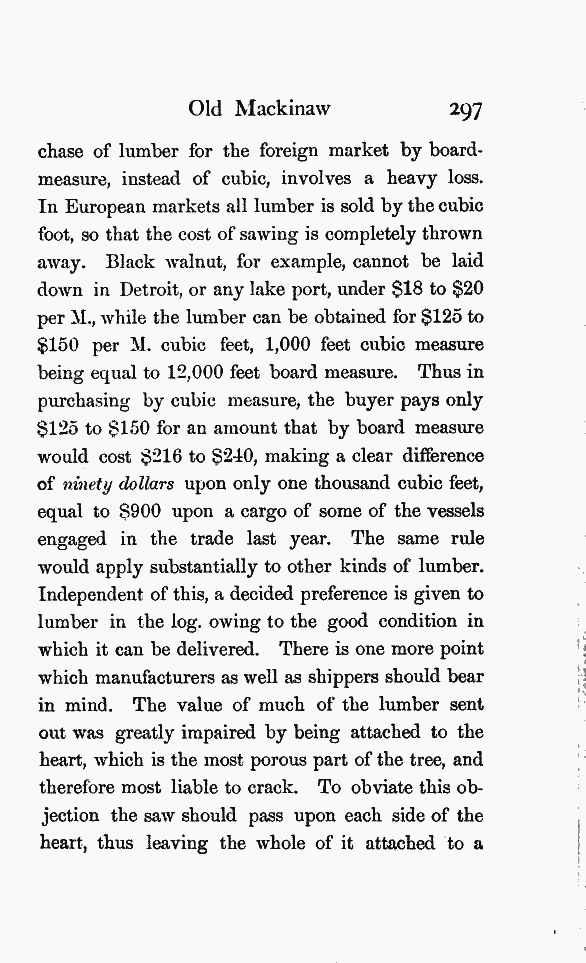 Old Mackinaw 297
chase of lumber for the foreign market by board-
measure, instead of cubic, involves a heavy loss.
In European markets all lumber is sold by the cubic
foot, so that the cost of sawing is completely thrown
away. Black walnut, for example, cannot be laid
down in Detroit, or any lake port, under $18 to $20
per M., while the lumber can be obtained for $125 to
$150 per M. cubic feet, 1,000 feet cubic measure
being equal to 12,000 feet board measure. Thus in
purchasing by cubic measure, the buyer pays only
$125 to $150 for an amount that by board measure
would cost $216 to $240, making a clear difference
of ninety dollars upon only one thousand cubic feet,
equal to $900 upon a cargo of some of the vessels
engaged in the trade last year. The same rule
would apply substantially to other kinds of lumber.
Independent of this, a decided preference is given to
lumber in the log. owing to the good condition in
which it can be delivered. There is one more point
which manufacturers as well as shippers should bear
in mind. The value of much of the lumber sent
out was greatly impaired by being attached to the
heart, which is the most porous part of the tree, and
therefore most liable to crack. To obviate this ob-
jection the saw should pass upon each side of the
heart, thus leaving the whole of it attached to a